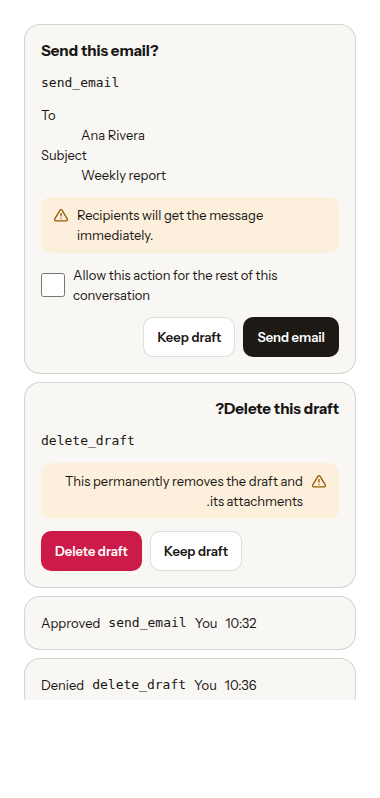 Send this email?
send_email
To
Ana Rivera
Subject
Weekly report
Recipients will get the message
immediately.
Allow this action for the rest of this
conversation
Keep draft Send email
?Delete this draft
delete_draft
This permanently removes the draft and
.its attachments
Delete draft Keep draft
Approved send_email You 10:32
Denied delete_draft You 10:36